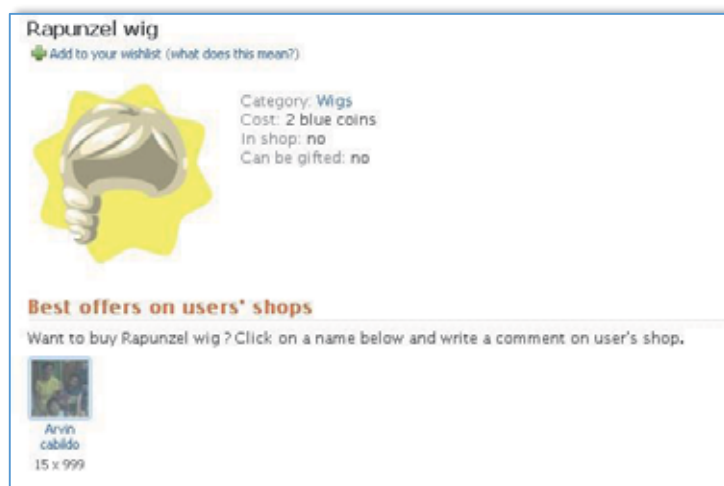 Rapunzel wig
Add to your wishlist (what does this mean?)
Category: Wigs
Cost: 2 blue coins
In shop: no
Can be gifted: no
Best offers on users' shops
Want to buy Rapunzel wig ? Click on a name below and write a comment on user's shop.
Arvin
cabildo
15 x 999